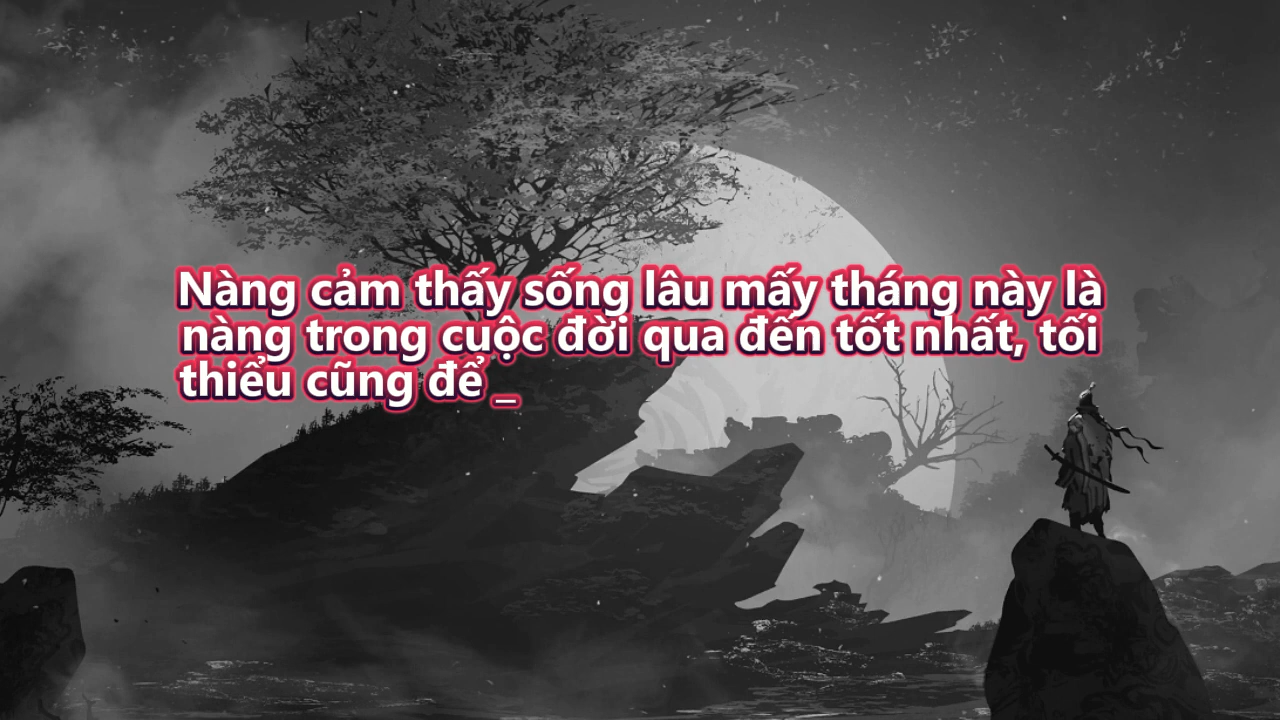 Nàng cảm thấy sống lâu mấy tháng này là
nàng trong cuộc đời qua đến tốt nhất, tối
thiểu cũng để _